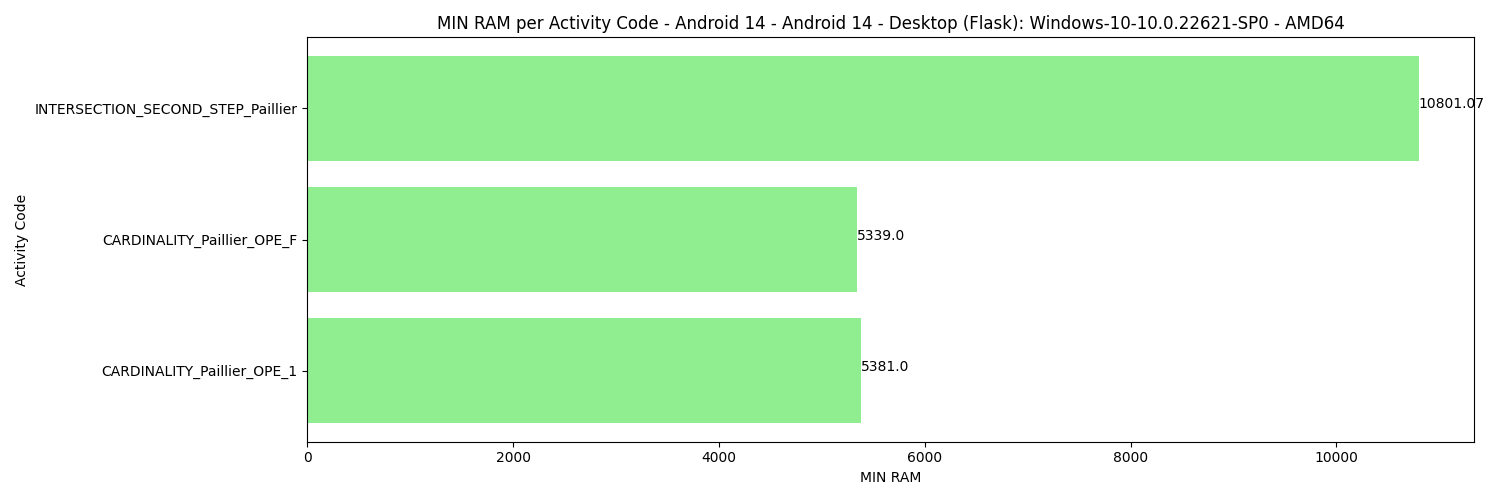 MIN RAM per Activity Code - Android 14 - Android 14 - Desktop (Flask): Windows-10-10.0.22621-SP0 - AMD64
INTERSECTION_SECOND_STEP_Paillier
10801.07
CARDINALITY_Paillier_OPE_F
5339.0
CARDINALITY_Paillier_OPE_1
5381.0
Activity Code
0 2000 4000 6000 8000 10000
MIN RAM